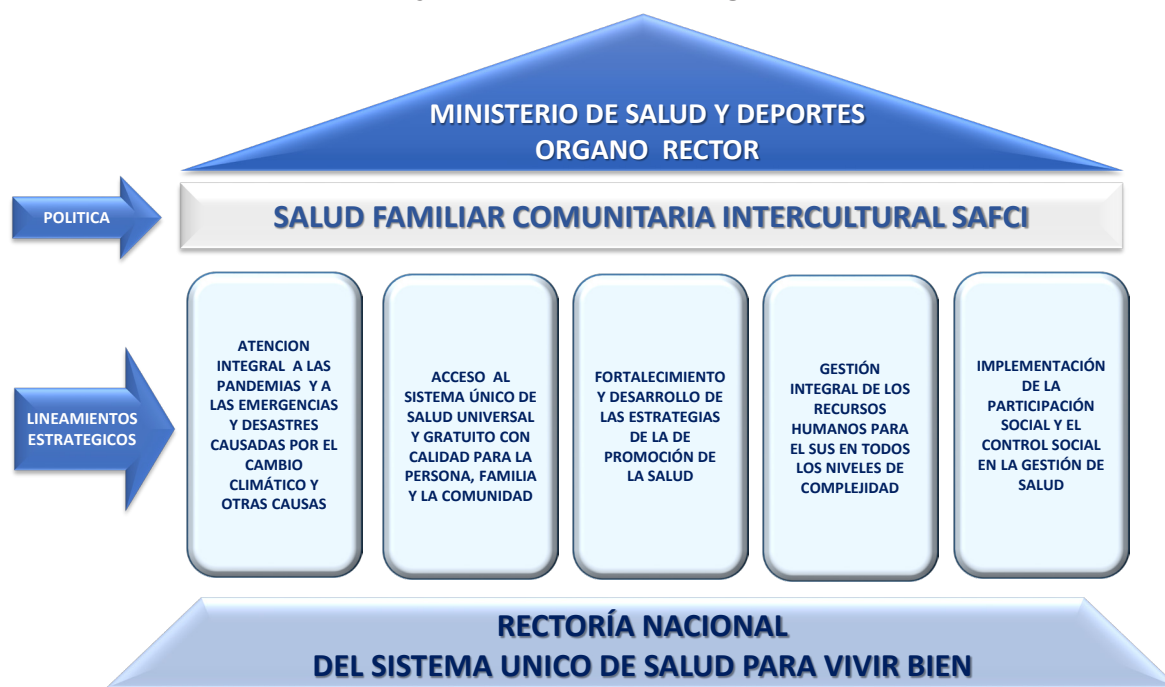 MINISTERIO DE SALUD Y DEPORTES
ORGANO RECTOR
POLITICA
SALUD FAMILIAR COMUNITARIA INTERCULTURAL SAFCI
LINEAMIENTOS
ESTRATEGICOS
ATENCION
INTEGRAL A LAS
PANDEMIAS Y A
LAS EMERGENCIAS
Y DESASTRES
CAUSADAS POR EL
CAMBIO
CLIMÁTICO Y
OTRAS CAUSAS
ACCESO AL
SISTEMA ÚNICO DE
SALUD UNIVERSAL
Y GRATUITO CON
CALIDAD PARA LA
PERSONA, FAMILIA
Y LA COMUNIDAD
FORTALECIMIENTO
Y DESARROLLO DE
LAS ESTRATEGIAS
DE LA DE
PROMOCIÓN DE
LA SALUD
GESTIÓN
INTEGRAL DE LOS
RECURSOS
HUMANOS PARA
EL SUS EN TODOS
LOS NIVELES DE
COMPLEJIDAD
IMPLEMENTACIÓN
DE LA
PARTICIPACIÓN
SOCIAL Y EL
CONTROL SOCIAL
EN LA GESTIÓN DE
SALUD
RECTORÍA NACIONAL
DEL SISTEMA UNICO DE SALUD PARA VIVIR BIEN